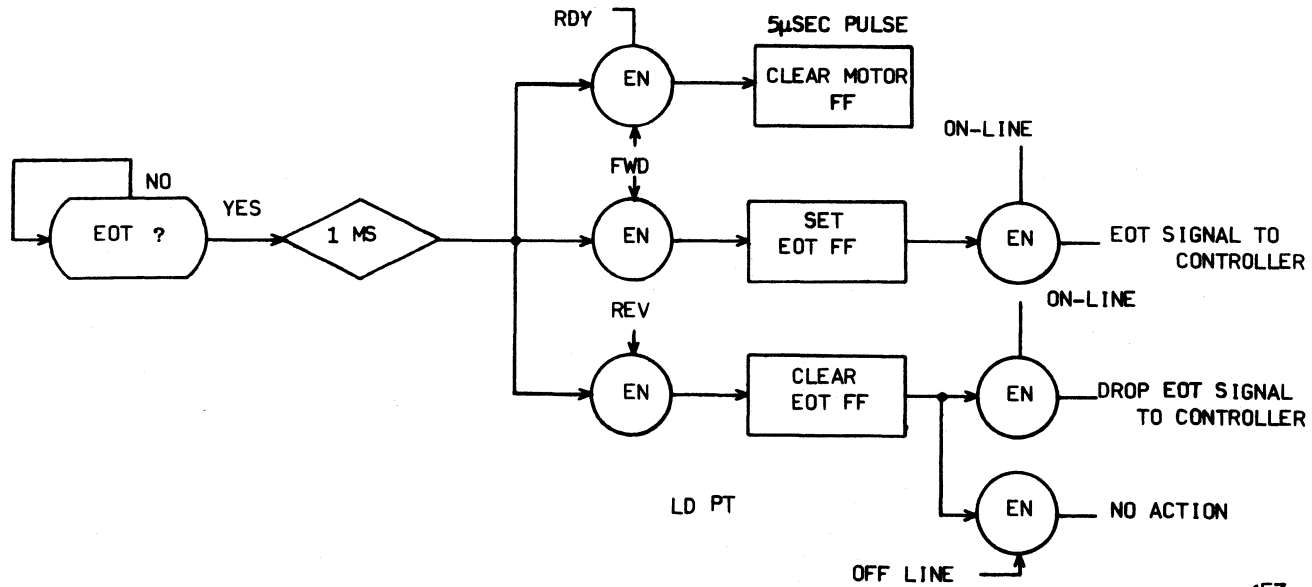 RDY
5µSEC PULSE
EN
CLEAR MOTOR
FF
ON-LINE
FWD
NO
EOT ?
YES
1 MS
EN
SET
EOT FF
EN
EOT SIGNAL TO
CONTROLLER
REV
ON-LINE
EN
CLEAR
EOT FF
EN
DROP EOT SIGNAL
TO CONTROLLER
LD PT
EN
NO ACTION
OFF LINE